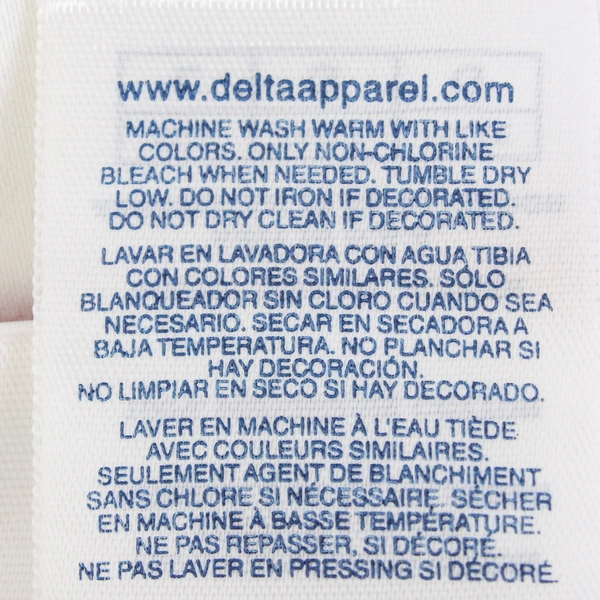 www.deltaapparel.com
MACHINE WASH WARM WITH LIKE
COLORS. ONLY NON-CHLORINE
BLEACH WHEN NEEDED. TUMBLE DRY
LOW. DO NOT IRON IF DECORATED.
DO NOT DRY CLEAN IF DECORATED.
LAVAR EN LAVADORA CON AGUA TIBIA
CON COLORES SIMILARES. SÓLO
BLANQUEADOR SIN CLORO CUANDO SEA
NECESARIO. SECAR EN SECADORA A
BAJA TEMPERATURA. NO PLANCHAR SI
HAY DECORACIÓN.
NO LIMPIAR EN SECO SI HAY DECORADO.
LAVER EN MACHINE À L'EAU TIÈDE
AVEC COULEURS SIMILAIRES.
SEULEMENT AGENT DE BLANCHIMENT
SANS CHLORE SI NÉCESSAIRE. SÉCHER
EN MACHINE À BASSE TEMPÉRATURE.
NE PAS REPASSER, SI DÉCORÉ.
NE PAS LAVER EN PRESSING SI DÉCORÉ.